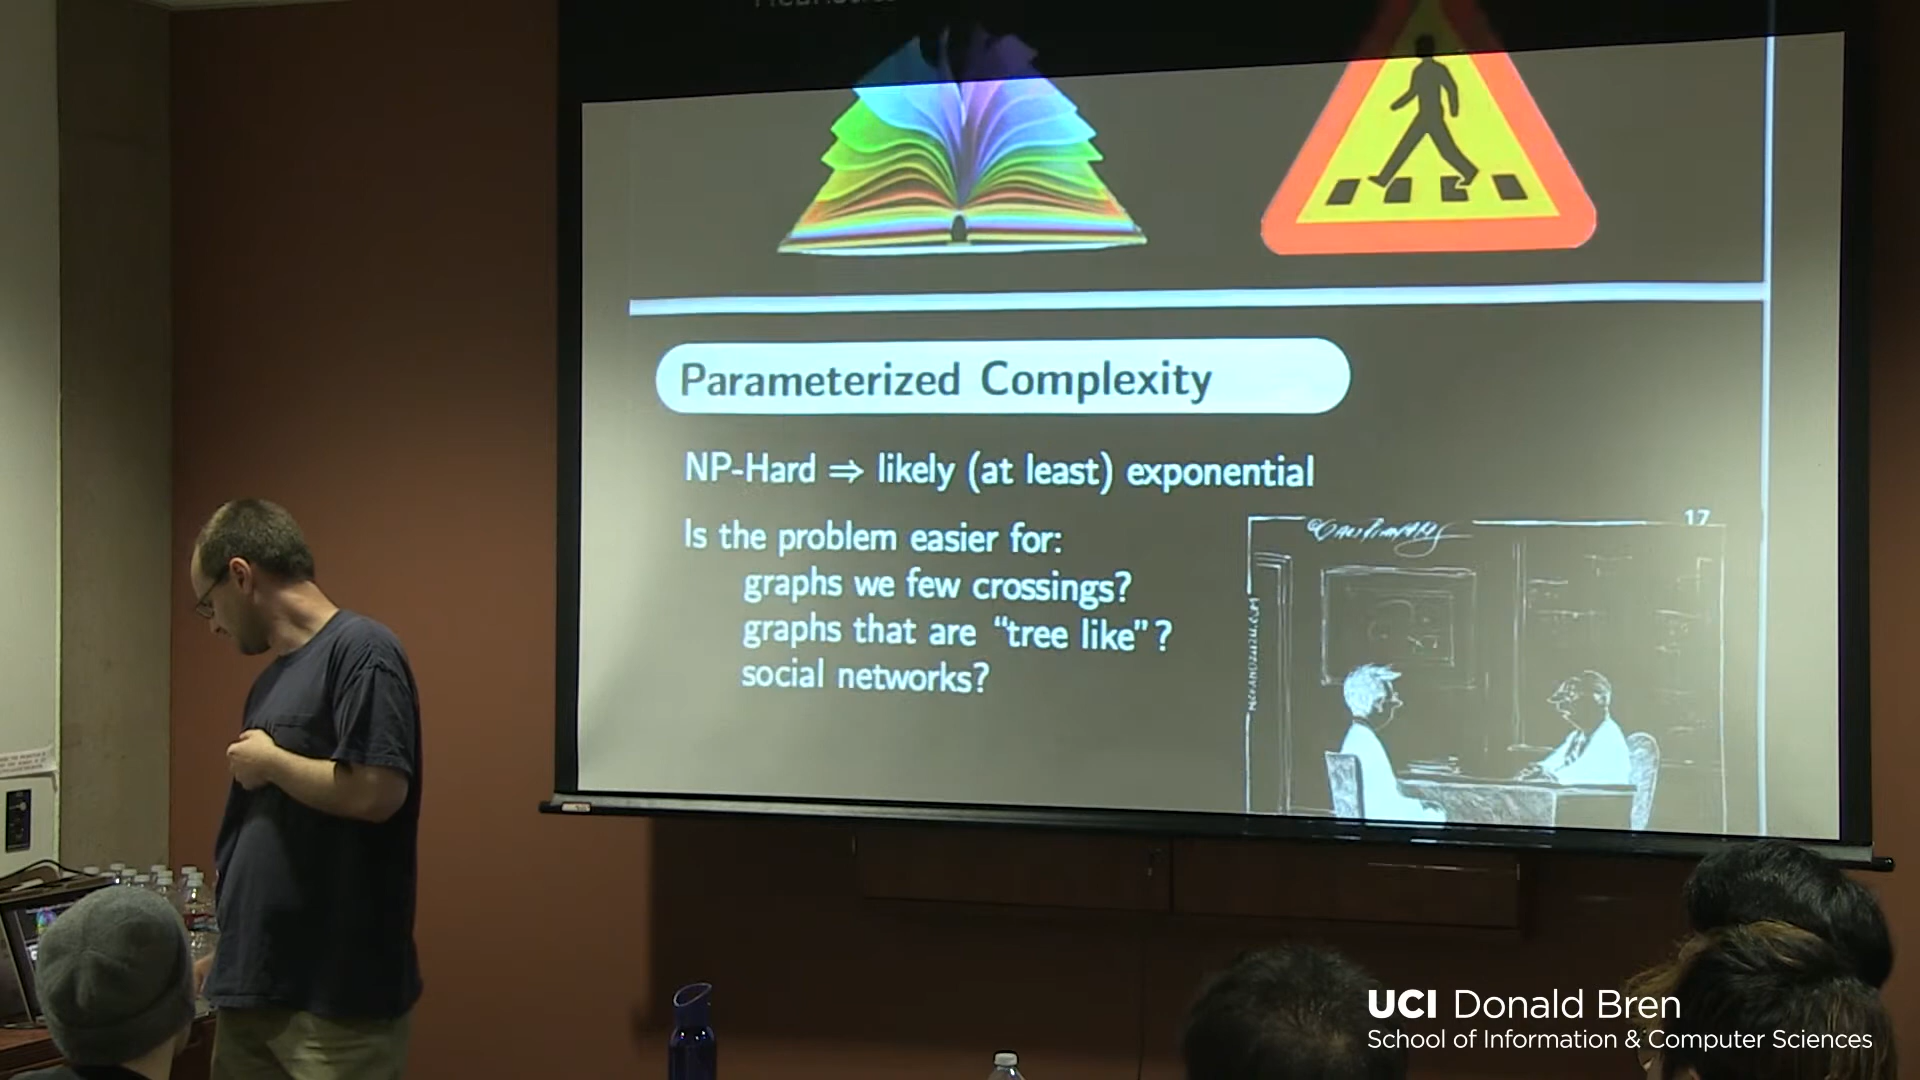 Parameterized Complexity
NP-Hard ⇒ likely (at least) exponential
Is the problem easier for:
graphs we few crossings?
graphs that are “tree like”?
social networks?
17
UCI Donald Bren
School of Information & Computer Sciences